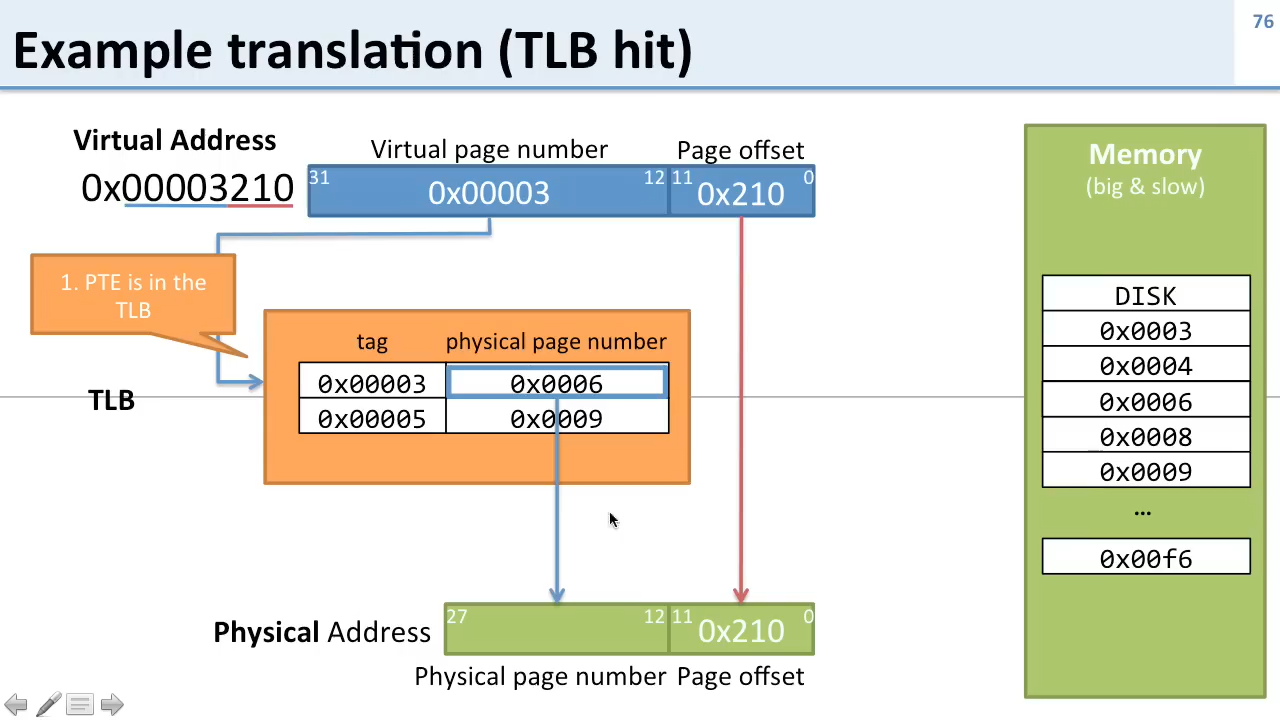 76
Example translation (TLB hit)
Virtual Address
0x00003210
Virtual page number
Page offset
31
0x00003
12
11
0x210
0
1. PTE is in the
TLB
TLB
tag
physical page number
0x00003
0x0006
0x00005
0x0009
Physical Address
27
12
11
0x210
0
Physical page number
Page offset
Memory
(big & slow)
DISK
0x0003
0x0004
0x0006
0x0008
0x0009
…
0x00f6